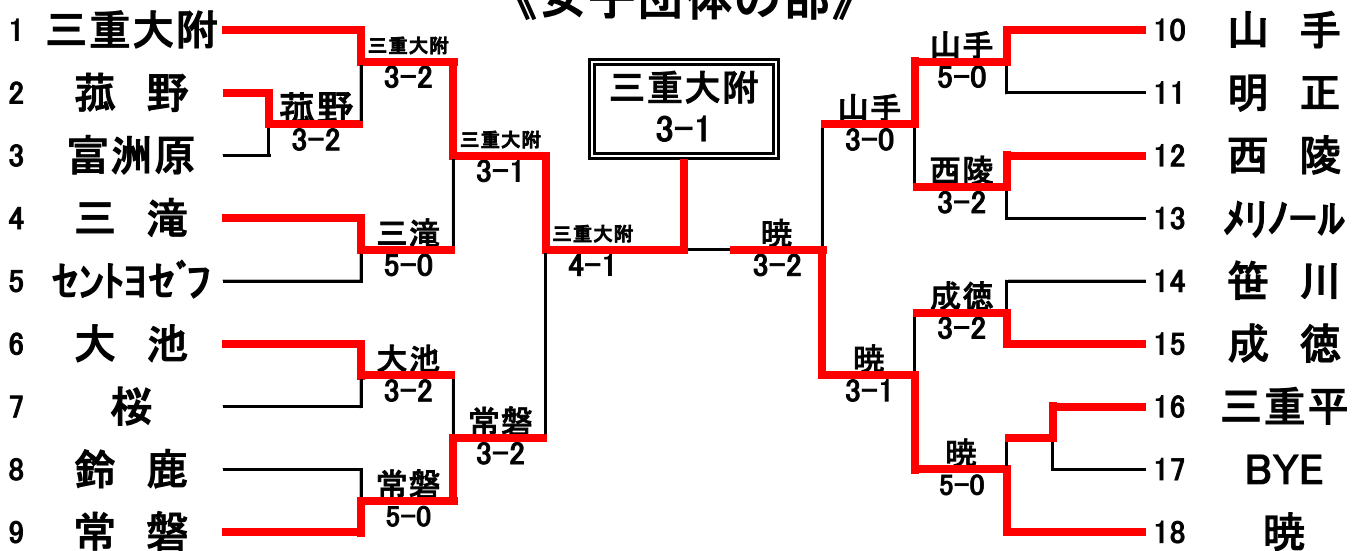 《女子団体の部》
1 三重大附
2 菰 野
3 富洲原
4 三 滝
5 セントヨゼフ
6 大 池
7 桜
8 鈴 鹿
9 常 磐
三重大附
3-2
菰野
3-2
三滝
5-0
大池
3-2
常磐
5-0
三重大附
3-1
常磐
3-2
三重大附
4-1
三重大附
3-1
暁
3-2
山手
3-0
暁
3-1
山手
5-0
西陵
3-2
成徳
3-2
暁
5-0
10 山 手
11 明 正
12 西 陵
13 メリノール
14 笹 川
15 成 徳
16 三重平
17 BYE
18 暁